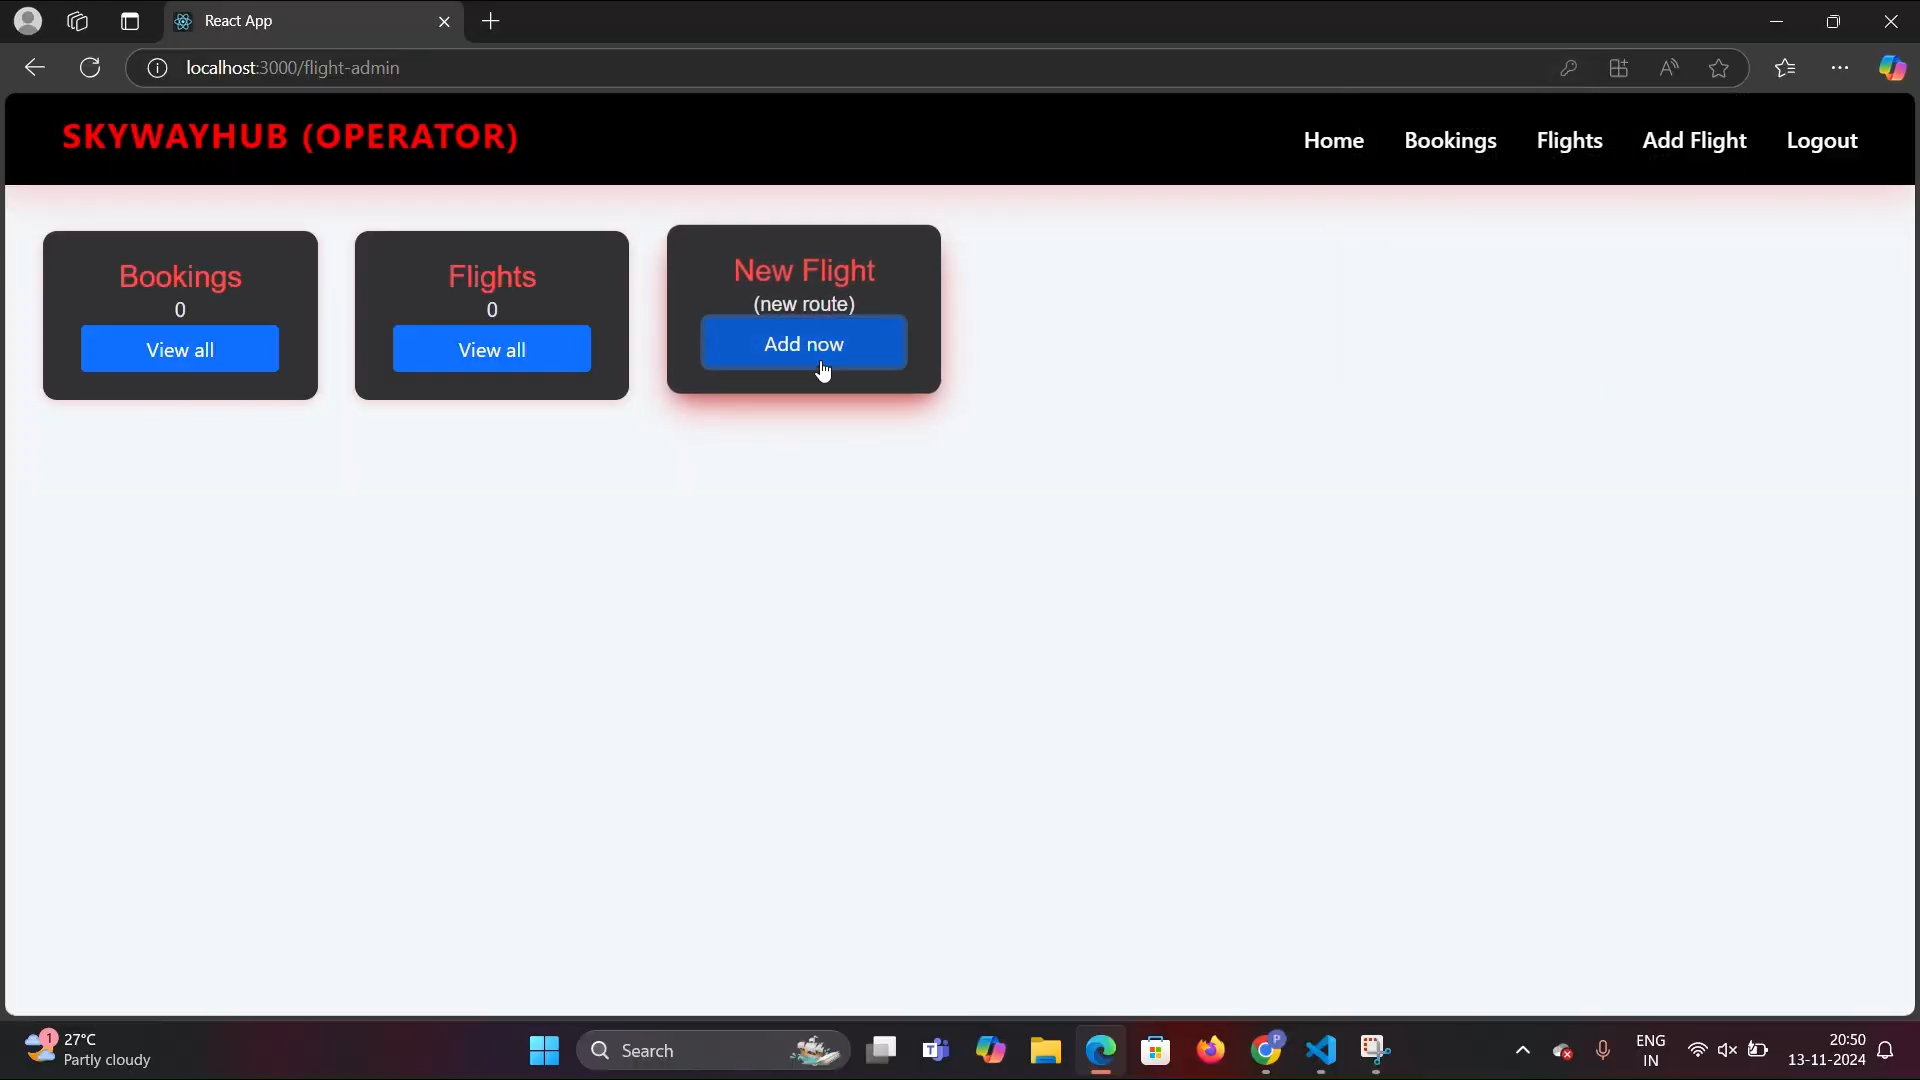 React App
localhost:3000/flight-admin
SKYWAYHUB (OPERATOR)
Home Bookings Flights Add Flight Logout
Bookings
0
View all
Flights
0
View all
New Flight
(new route)
Add now
1
27°C
Partly cloudy
Search
P
ENG
IN
20:50
13-11-2024